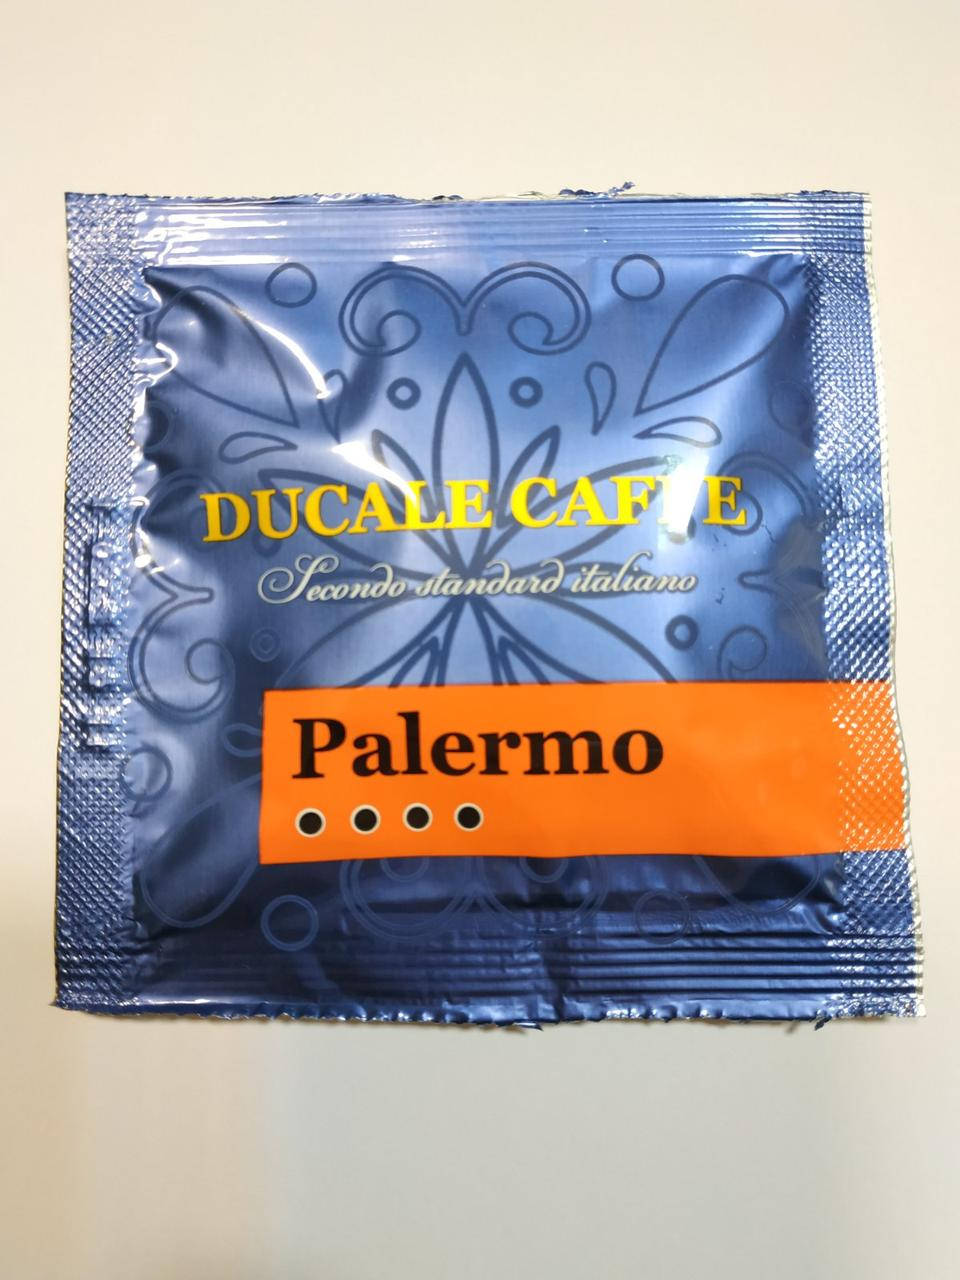 DUCALE CAFFE
Secondo standard italiano
Palermo